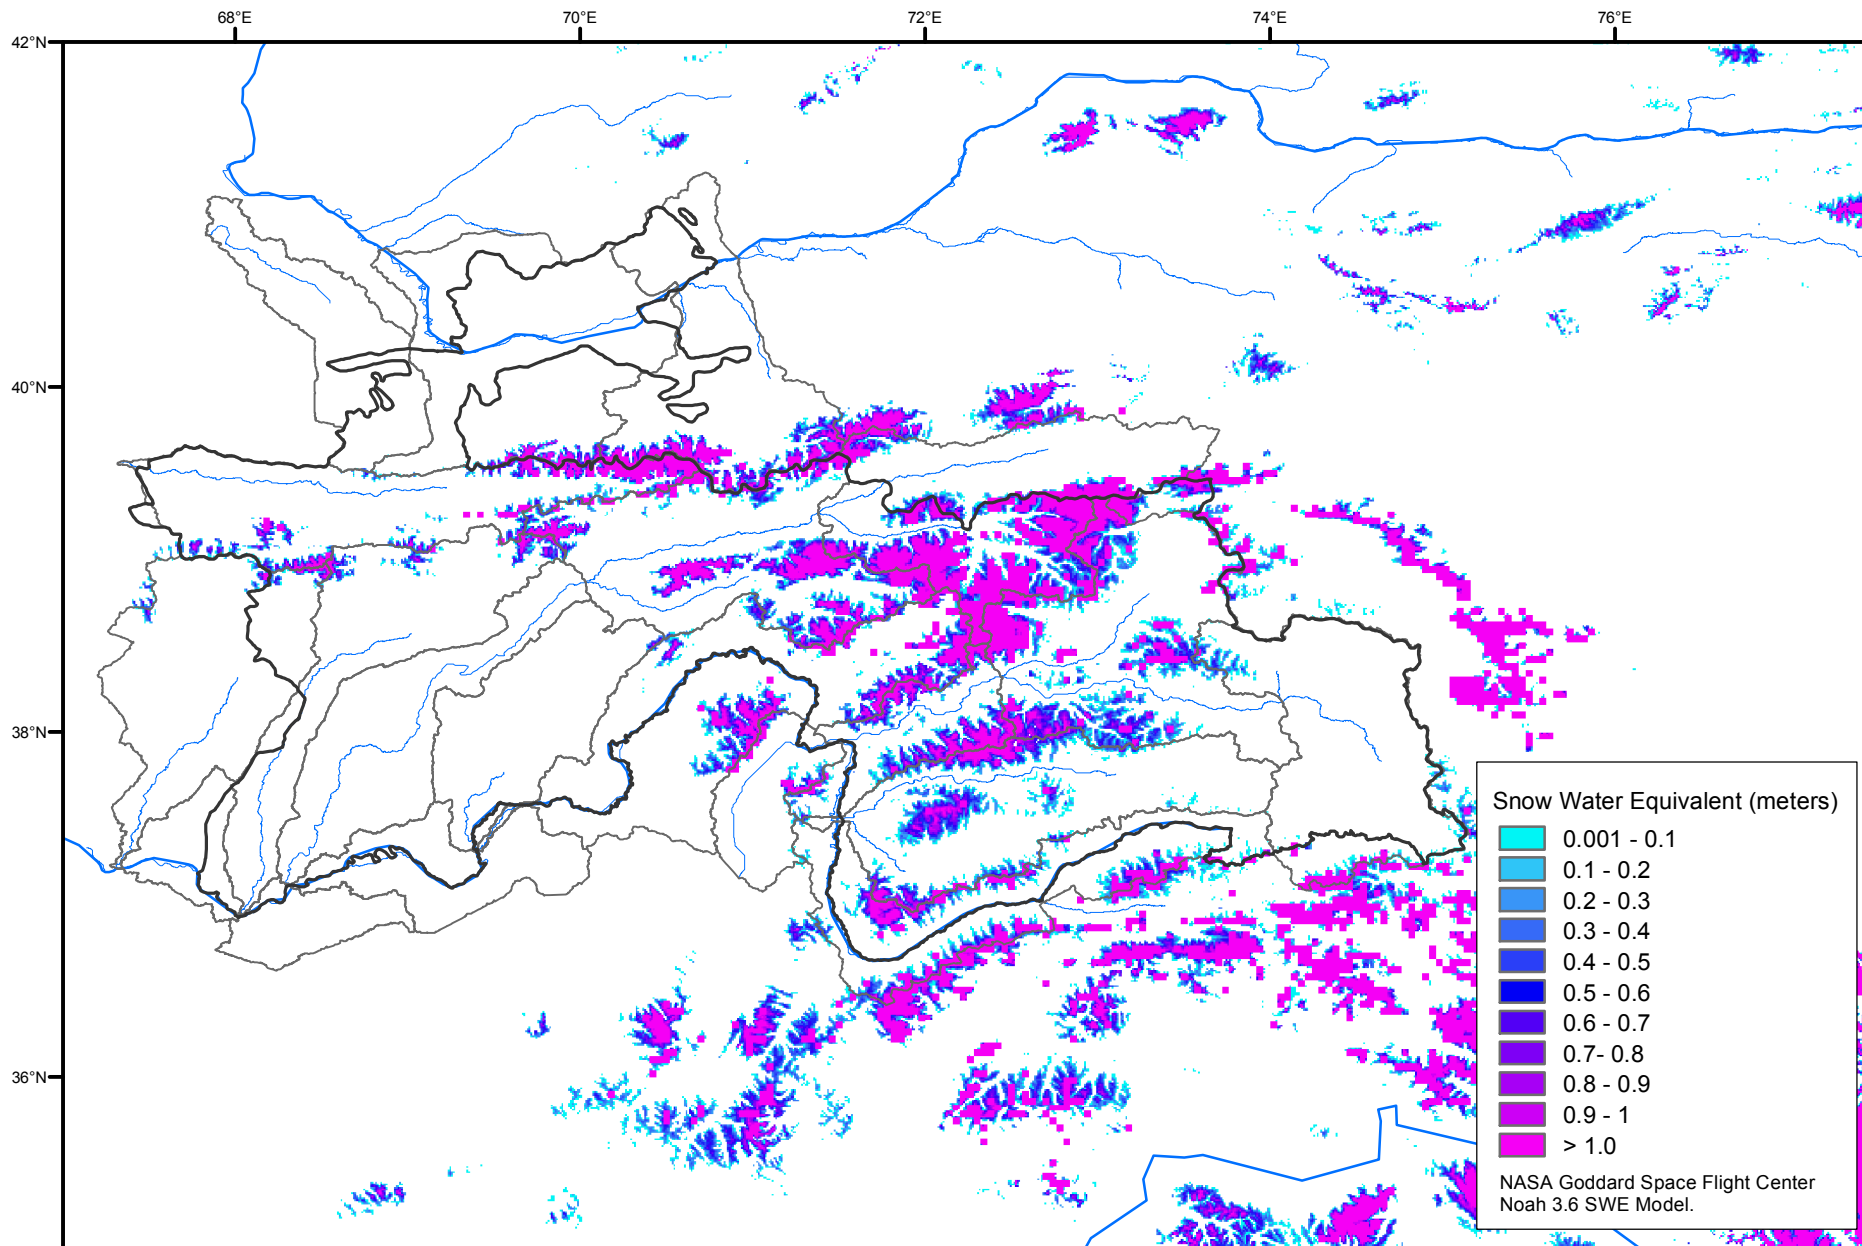 68°E
70°E
72°E
74°E
76°E
42°N
40°N
38°N
36°N
Snow Water Equivalent (meters)
0.001 - 0.1
0.1 - 0.2
0.2 - 0.3
0.3 - 0.4
0.4 - 0.5
0.5 - 0.6
0.6 - 0.7
0.7- 0.8
0.8 - 0.9
0.9 - 1
> 1.0
NASA Goddard Space Flight Center
Noah 3.6 SWE Model.